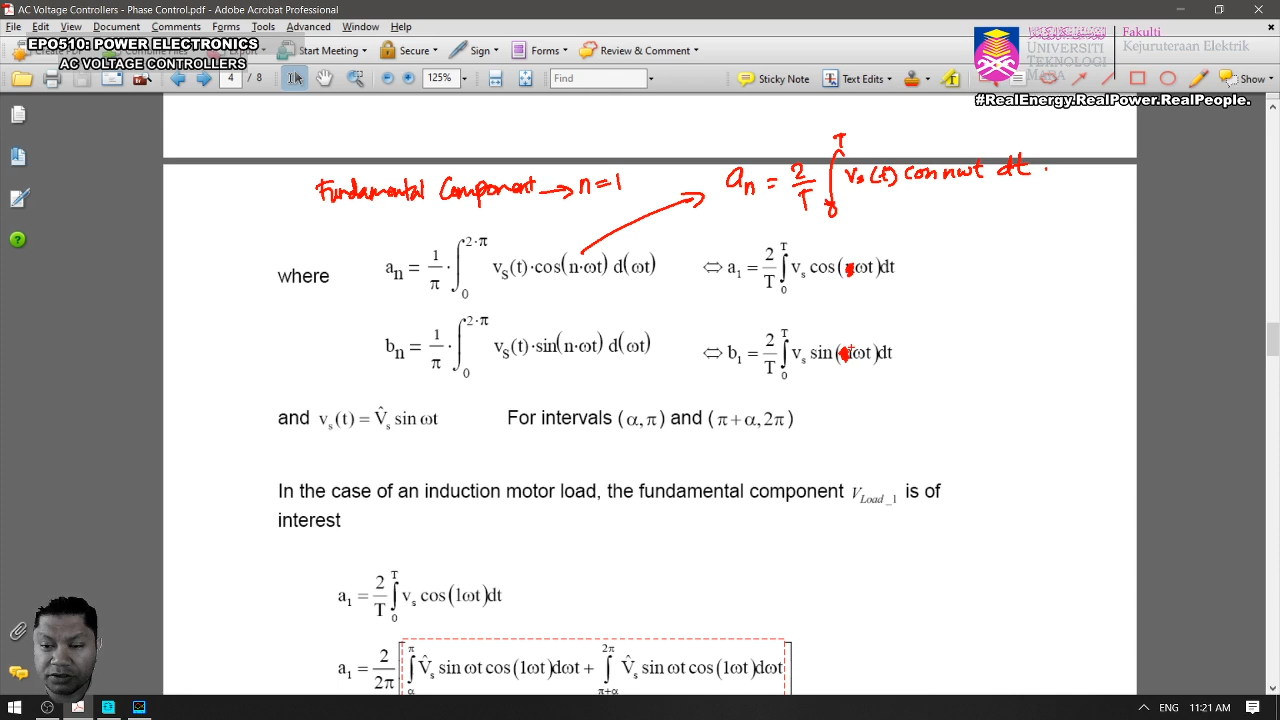 AC Voltage Controllers - Phase Control.pdf - Adobe Acrobat Professional
File Edit View Document Comments Forms Tools Advanced Window Help
EPO510: POWER ELECTRONICS
AC VOLTAGE CONTROLLERS
Start Meeting Secure Sign Forms Review & Comment
4 / 8 125% Find Sticky Note Text Edits Show
UNIVERSITI
TEKNOLOGI
MARA
Fakulti
Kejuruteraan Elektrik
#RealEnergy.RealPower.RealPeople.
Fundamental Component → n = 1
aₙ = 2/T ∫₀ᵀ vₛ(t) cos nωt dt .
where aₙ = 1/π · ∫₀^2·π vₛ(t)·cos(n·ωt) d(ωt) ⇔ a₁ = 2/T ∫₀ᵀ vₛ cos(ωt)dt
bₙ = 1/π · ∫₀^2·π vₛ(t)·sin(n·ωt) d(ωt) ⇔ b₁ = 2/T ∫₀ᵀ vₛ sin(ωt)dt
and vₛ(t) = V̂ₛ sin ωt For intervals (α, π) and (π + α, 2π)
In the case of an induction motor load, the fundamental component V_Load_1 is of
interest
a₁ = 2/T ∫₀ᵀ vₛ cos(1ωt)dt
a₁ = 2/2π [∫_α^π V̂ₛ sin ωt cos(1ωt)dωt + ∫_π+α^2π V̂ₛ sin ωt cos(1ωt)dωt]
ENG 11:21 AM